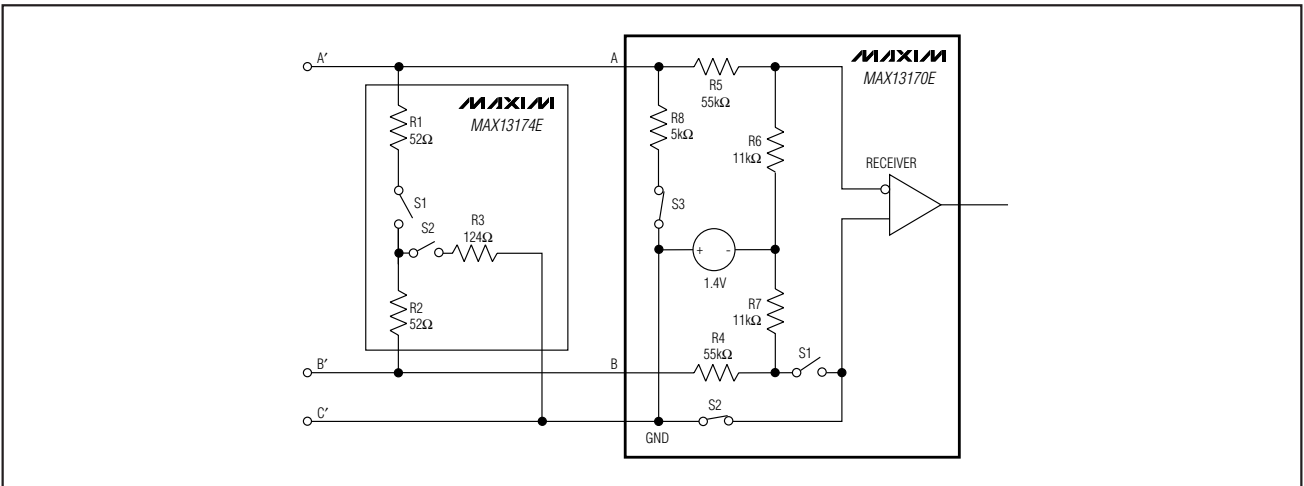 A′
A
MAXIM
MAX13170E
R5
55kΩ
MAXIM
MAX13174E
R1
52Ω
R8
5kΩ
R6
11kΩ
RECEIVER
S1
S3
S2
R3
124Ω
+
-
1.4V
R2
52Ω
R7
11kΩ
R4
55kΩ
S1
B′
B
C′
S2
GND